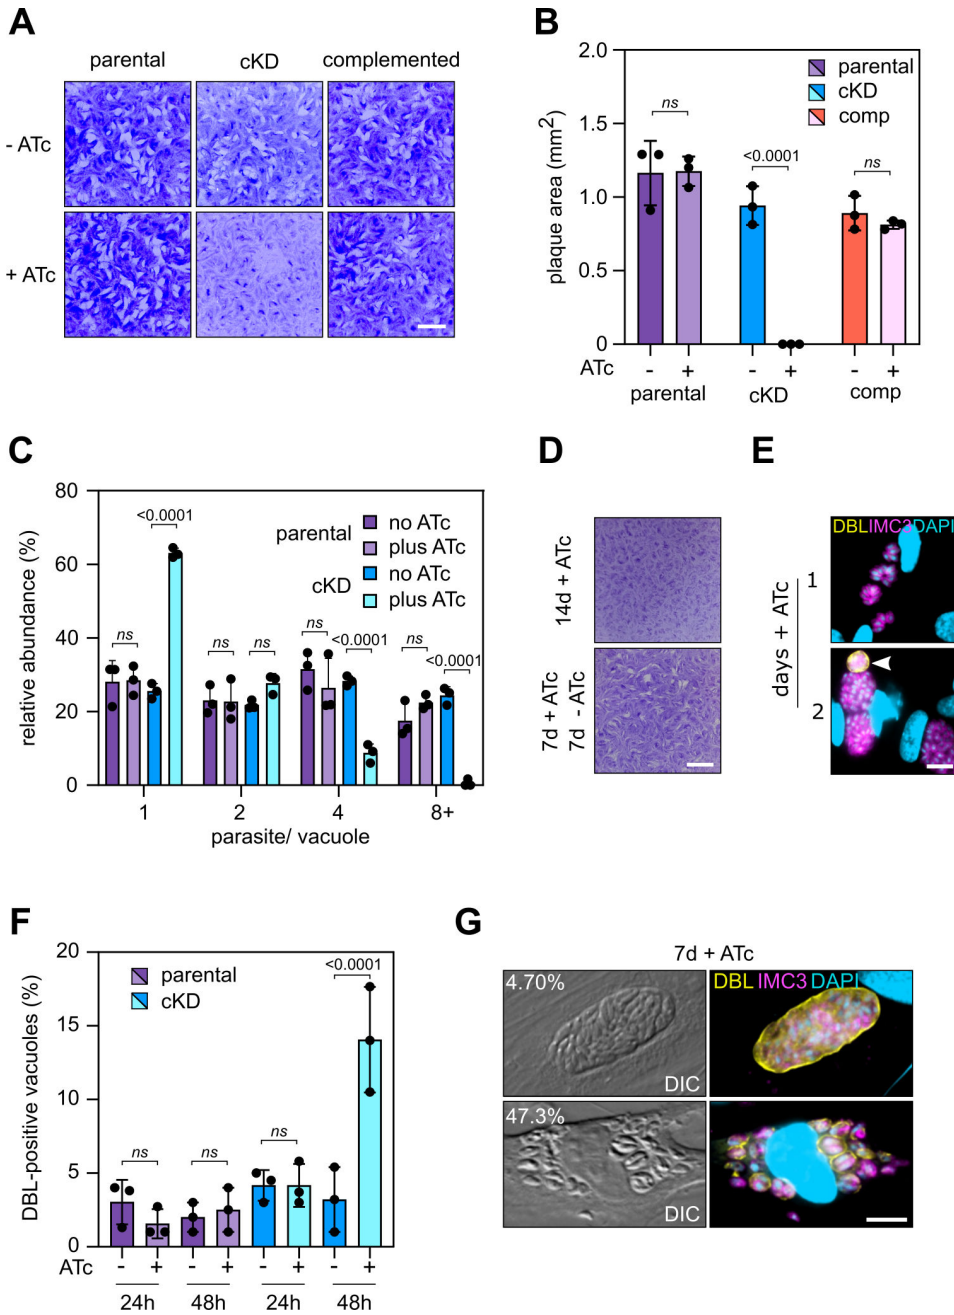 A
parental cKD complemented
- ATc
+ ATc
B
plaque area (mm2)
2.0
1.5
1.0
0.5
0
parental
cKD
comp
ns
<0.0001
ns
ATc - + - + - +
parental cKD comp
C
relative abundance (%)
80
60
40
20
0
<0.0001
parental
no ATc
plus ATc
cKD
no ATc
plus ATc
ns
ns ns
ns <0.0001
ns <0.0001
1 2 4 8+
parasite/ vacuole
D
14d + ATc
7d + ATc
7d - ATc
E
DBL IMC3 DAPI
days + ATc
1
2
F
DBL-positive vacuoles (%)
20
15
10
5
0
parental
cKD
<0.0001
ns ns ns
ATc - + - + - + - +
24h 48h 24h 48h
G
7d + ATc
4.70%
DIC
DBL IMC3 DAPI
47.3%
DIC